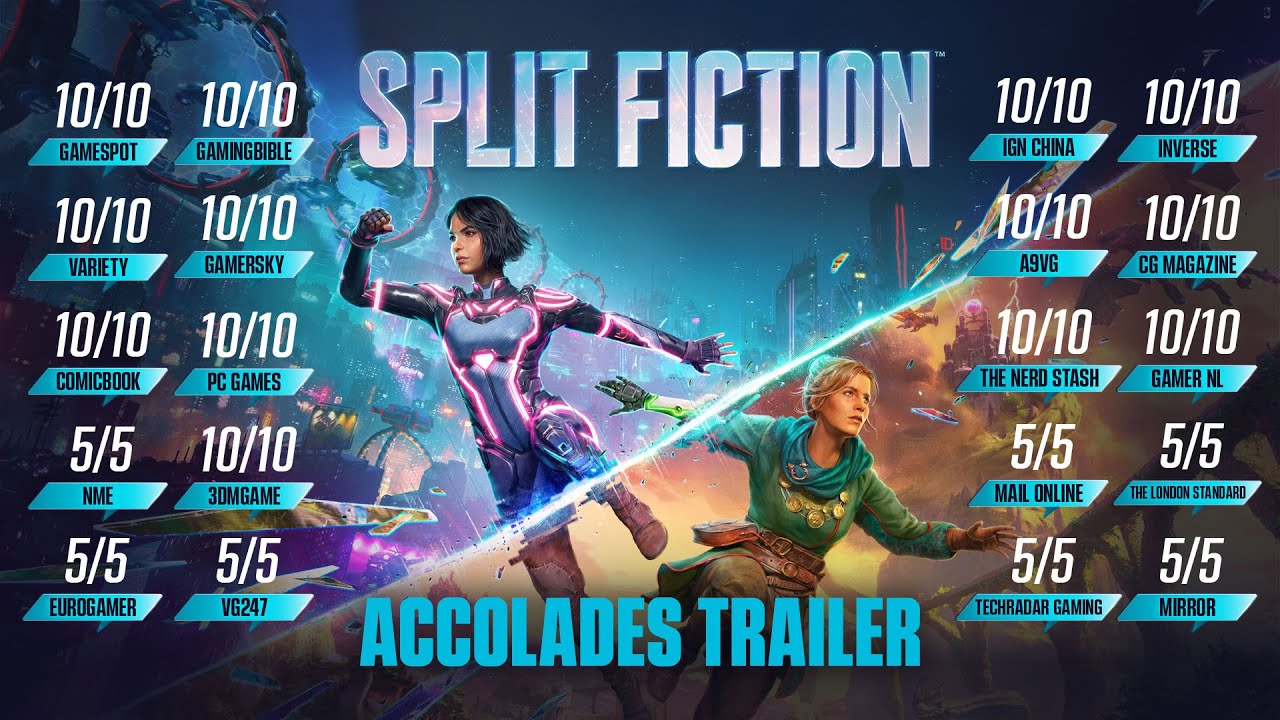 SPLIT FICTION™
10/10 10/10
GAMESPOT GAMINGBIBLE
10/10 10/10
VARIETY GAMERSKY
10/10 10/10
COMICBOOK PC GAMES
5/5 10/10
NME 3DMGAME
5/5 5/5
EUROGAMER VG247
10/10 10/10
IGN CHINA INVERSE
10/10 10/10
A9VG CG MAGAZINE
10/10 10/10
THE NERD STASH GAMER NL
5/5 5/5
MAIL ONLINE THE LONDON STANDARD
5/5 5/5
TECHRADAR GAMING MIRROR
ACCOLADES TRAILER